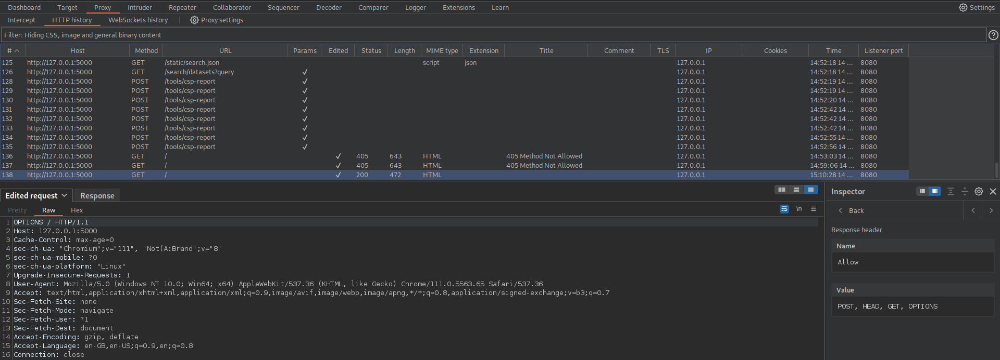 Dashboard Target Proxy Intruder Repeater Collaborator Sequencer Decoder Comparer Logger Extensions Learn Settings
Intercept HTTP history WebSockets history Proxy settings
Filter: Hiding CSS, image and general binary content
# Host Method URL Params Edited Status Length MIME type Extension Title Comment TLS IP Cookies Time Listener port
125 http://127.0.0.1:5000 GET /static/search.json script json 127.0.0.1 14:52:18 14 ... 8080
126 http://127.0.0.1:5000 GET /search/datasets?query ✓ 127.0.0.1 14:52:18 14 ... 8080
128 http://127.0.0.1:5000 POST /tools/csp-report ✓ 127.0.0.1 14:52:19 14 ... 8080
129 http://127.0.0.1:5000 POST /tools/csp-report ✓ 127.0.0.1 14:52:19 14 ... 8080
130 http://127.0.0.1:5000 POST /tools/csp-report ✓ 127.0.0.1 14:52:20 14 ... 8080
131 http://127.0.0.1:5000 POST /tools/csp-report ✓ 127.0.0.1 14:52:42 14 ... 8080
132 http://127.0.0.1:5000 POST /tools/csp-report ✓ 127.0.0.1 14:52:42 14 ... 8080
133 http://127.0.0.1:5000 POST /tools/csp-report ✓ 127.0.0.1 14:52:42 14 ... 8080
134 http://127.0.0.1:5000 POST /tools/csp-report ✓ 127.0.0.1 14:52:55 14 ... 8080
135 http://127.0.0.1:5000 POST /tools/csp-report ✓ 127.0.0.1 14:52:56 14 ... 8080
136 http://127.0.0.1:5000 GET / ✓ 405 643 HTML 405 Method Not Allowed 127.0.0.1 14:53:03 14 ... 8080
137 http://127.0.0.1:5000 GET / ✓ 405 643 HTML 405 Method Not Allowed 127.0.0.1 14:59:06 14 ... 8080
138 http://127.0.0.1:5000 GET / ✓ 200 472 HTML 127.0.0.1 15:10:28 14 ... 8080
Edited request Response
Pretty Raw Hex \n
1 OPTIONS / HTTP/1.1
2 Host: 127.0.0.1:5000
3 Cache-Control: max-age=0
4 sec-ch-ua: "Chromium";v="111", "Not(A:Brand";v="8"
5 sec-ch-ua-mobile: ?0
6 sec-ch-ua-platform: "Linux"
7 Upgrade-Insecure-Requests: 1
8 User-Agent: Mozilla/5.0 (Windows NT 10.0; Win64; x64) AppleWebKit/537.36 (KHTML, like Gecko) Chrome/111.0.5563.65 Safari/537.36
9 Accept: text/html,application/xhtml+xml,application/xml;q=0.9,image/avif,image/webp,image/apng,*/*;q=0.8,application/signed-exchange;v=b3;q=0.7
10 Sec-Fetch-Site: none
11 Sec-Fetch-Mode: navigate
12 Sec-Fetch-User: ?1
13 Sec-Fetch-Dest: document
14 Accept-Encoding: gzip, deflate
15 Accept-Language: en-GB,en-US;q=0.9,en;q=0.8
16 Connection: close
Inspector
Back
Response header
Name
Allow
Value
POST, HEAD, GET, OPTIONS